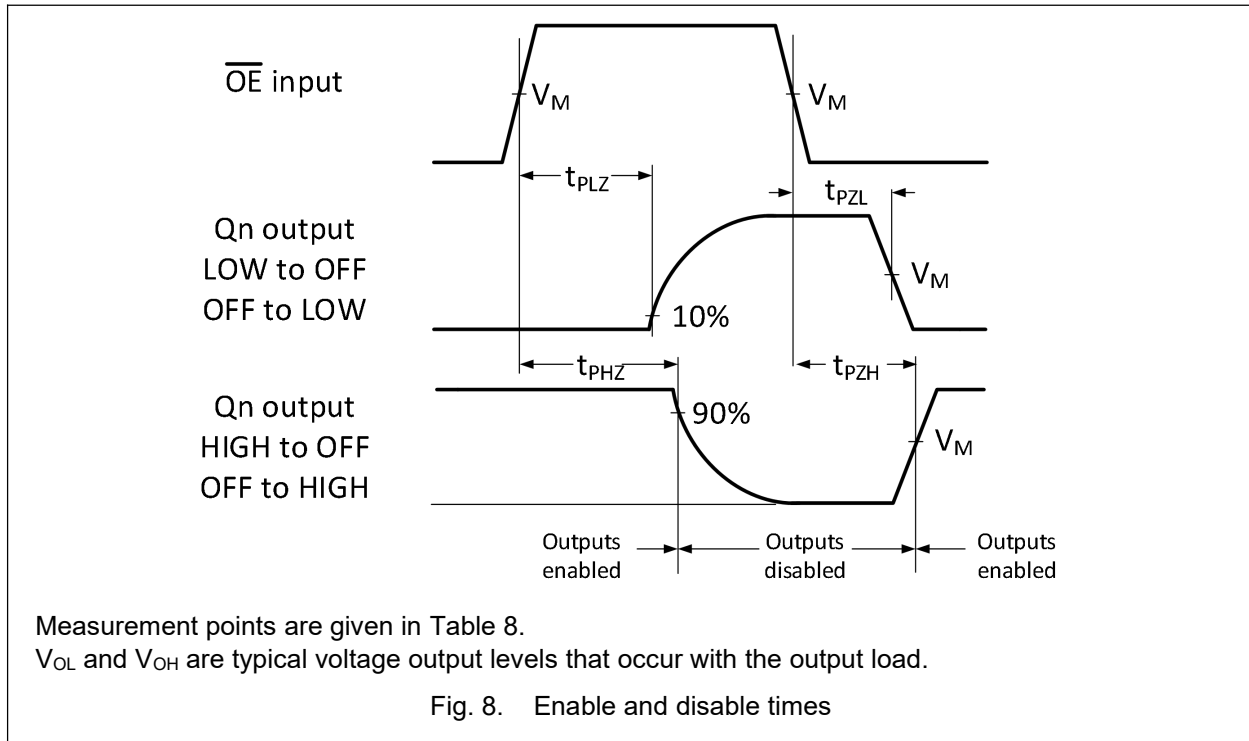 O̅E̅ input
V_M
V_M
t_PLZ
t_PZL
Qn output
LOW to OFF
OFF to LOW
V_M
10%
t_PHZ
t_PZH
Qn output
HIGH to OFF
OFF to HIGH
90%
V_M
Outputs
enabled
Outputs
disabled
Outputs
enabled
Measurement points are given in Table 8.
V_OL and V_OH are typical voltage output levels that occur with the output load.
Fig. 8. Enable and disable times